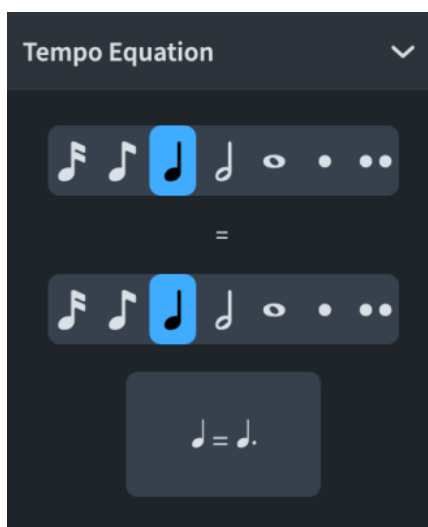 Tempo Equation
=
=